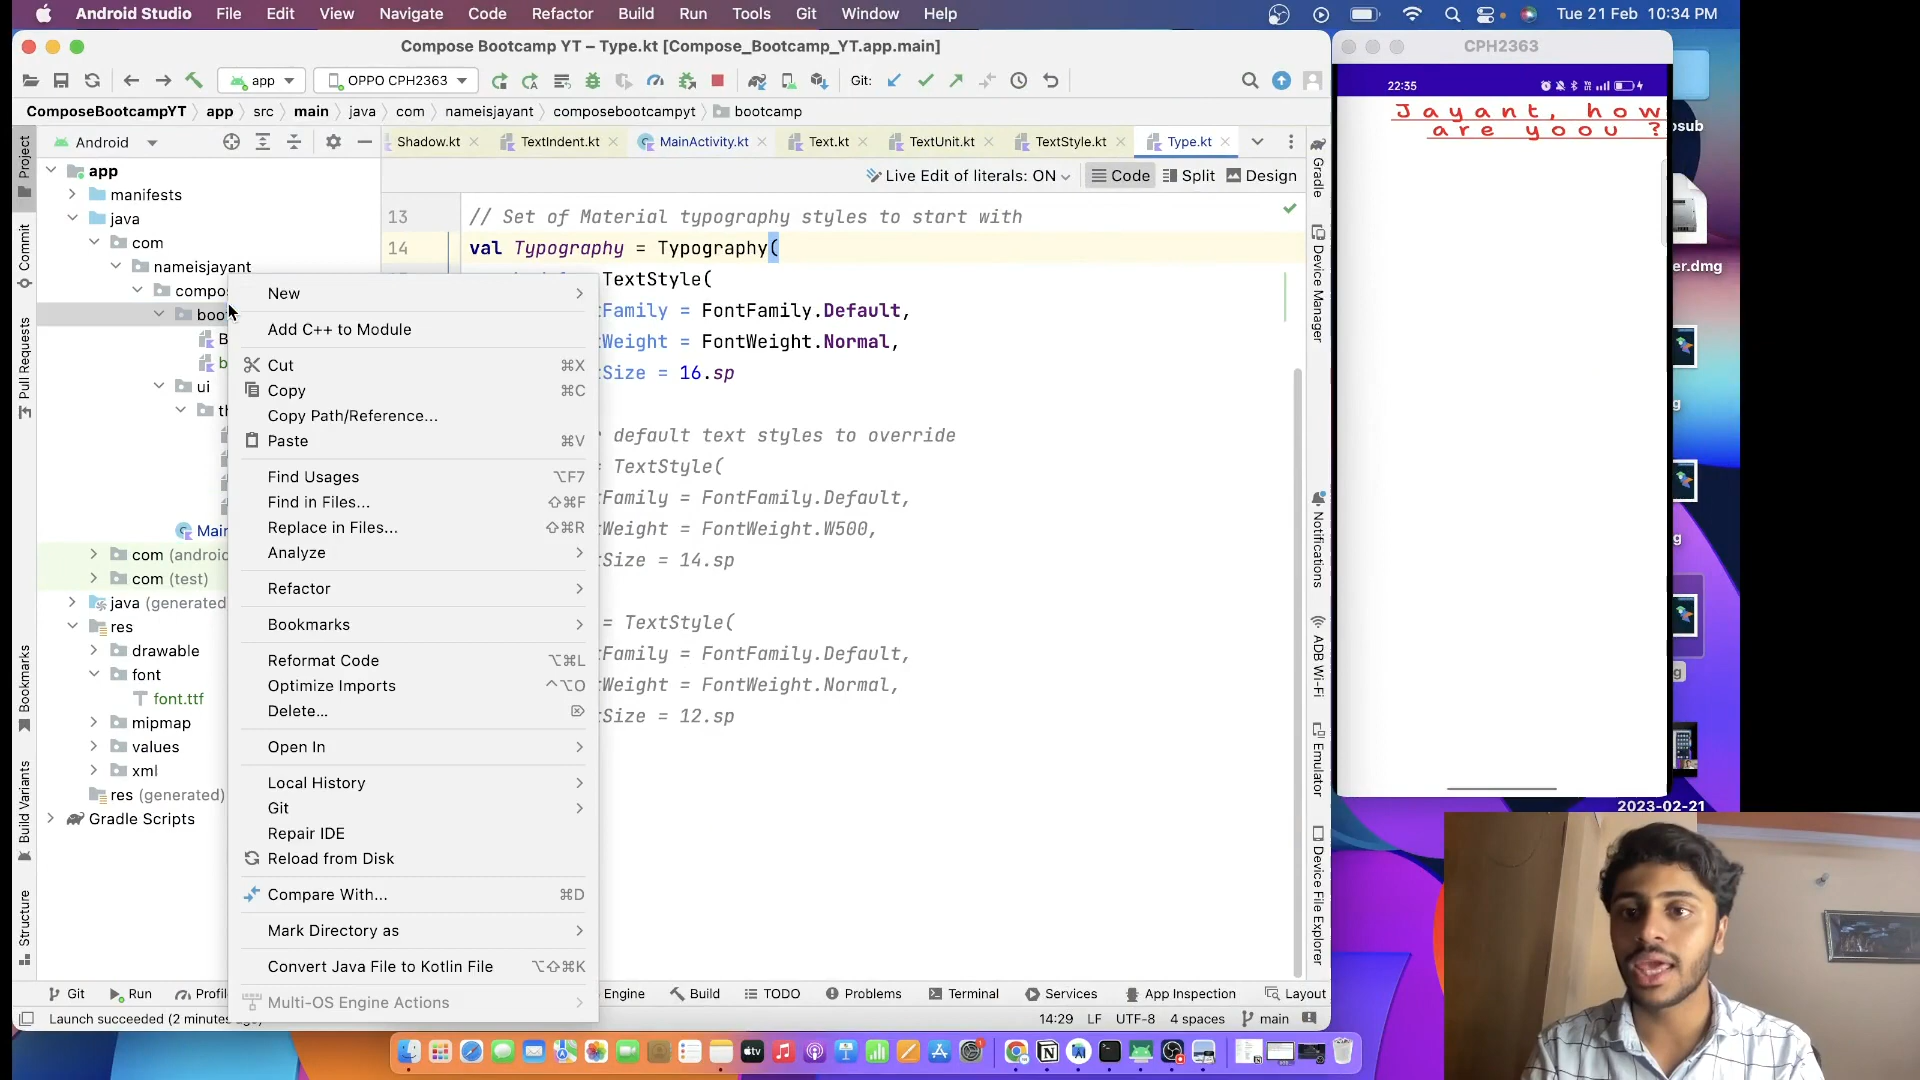 Android Studio File Edit View Navigate Code Refactor Build Run Tools Git Window Help Tue 21 Feb 10:34 PM
Compose Bootcamp YT – Type.kt [Compose_Bootcamp_YT.app.main]
app OPPO CPH2363 Git:
ComposeBootcampYT app src main java com nameisjayant composebootcampyt bootcamp
Android
Shadow.kt TextIndent.kt MainActivity.kt Text.kt TextUnit.kt TextStyle.kt Type.kt
Live Edit of literals: ON Code Split Design
app
manifests
java
com
nameisjayant
compo
boo
B
b
ui
th
Main
com (androi
com (test)
java (generated
res
drawable
font
font.ttf
mipmap
values
xml
res (generated)
Gradle Scripts
Project
Commit
Pull Requests
Bookmarks
Build Variants
Structure
New
Add C++ to Module
Cut ⌘X
Copy ⌘C
Copy Path/Reference...
Paste ⌘V
Find Usages ⌥F7
Find in Files... ⇧⌘F
Replace in Files... ⇧⌘R
Analyze
Refactor
Bookmarks
Reformat Code ⌥⌘L
Optimize Imports ^⌥O
Delete... ⌦
Open In
Local History
Git
Repair IDE
Reload from Disk
Compare With... ⌘D
Mark Directory as
Convert Java File to Kotlin File ⌥⇧⌘K
Multi-OS Engine Actions
13 // Set of Material typography styles to start with
14 val Typography = Typography(
TextStyle(
Family = FontFamily.Default,
Weight = FontWeight.Normal,
Size = 16.sp
default text styles to override
= TextStyle(
Family = FontFamily.Default,
Weight = FontWeight.W500,
Size = 14.sp
= TextStyle(
Family = FontFamily.Default,
Weight = FontWeight.Normal,
Size = 12.sp
Gradle
Device Manager
Notifications
ADB Wi-Fi
Emulator
Device File Explorer
Git Run Profil Engine Build TODO Problems Terminal Services App Inspection Layout
Launch succeeded (2 minutes ago) 14:29 LF UTF-8 4 spaces main
CPH2363
22:35
Jayant, how
are yoou ?
osub
er.dmg
g
g
g
g
2023-02-21